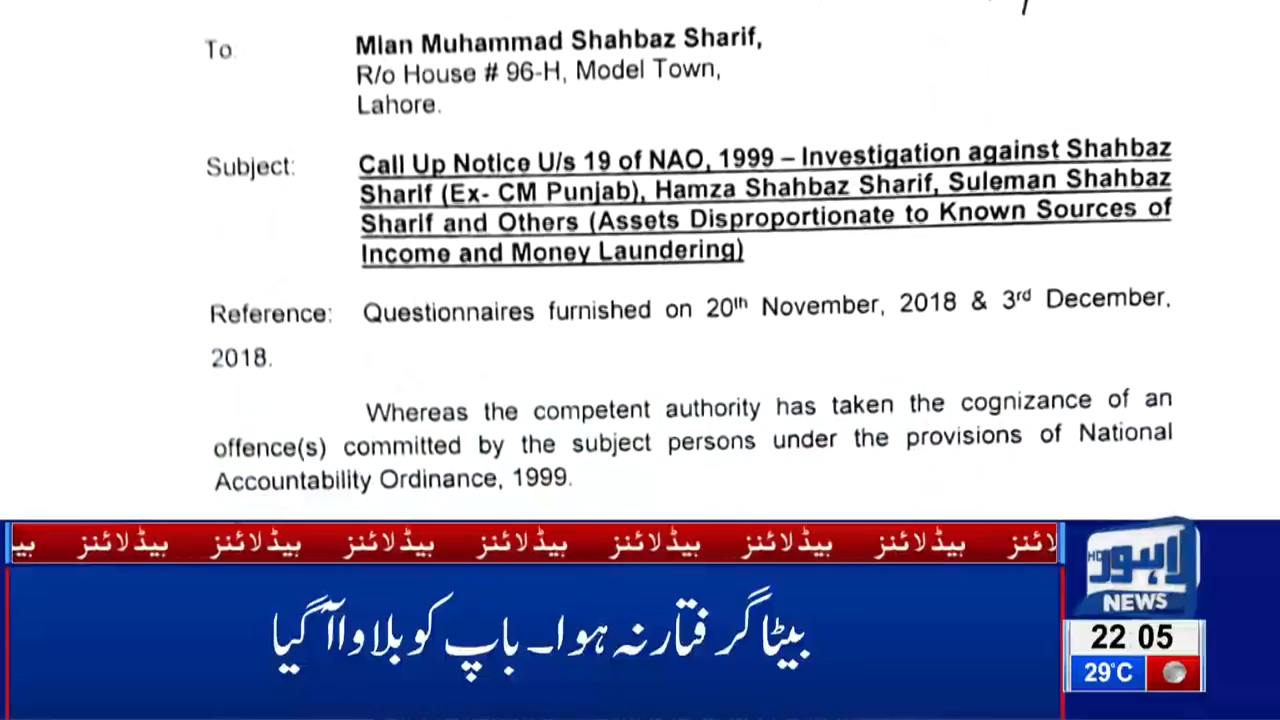 To Mian Muhammad Shahbaz Sharif,
R/o House # 96-H, Model Town,
Lahore.
Subject: Call Up Notice U/s 19 of NAO, 1999 – Investigation against Shahbaz
Sharif (Ex- CM Punjab), Hamza Shahbaz Sharif, Suleman Shahbaz
Sharif and Others (Assets Disproportionate to Known Sources of
Income and Money Laundering)
Reference: Questionnaires furnished on 20th November, 2018 & 3rd December,
2018.
Whereas the competent authority has taken the cognizance of an
offence(s) committed by the subject persons under the provisions of National
Accountability Ordinance, 1999.
لائنز ہیڈلائنز ہیڈلائنز ہیڈلائنز ہیڈلائنز ہیڈلائنز ہیڈلائنز ہیڈلائنز ہیڈ
بیٹا گرفتار نہ ہوا۔ باپ کو بلاوا آ گیا
لاہور HD
NEWS
22 05
29°C